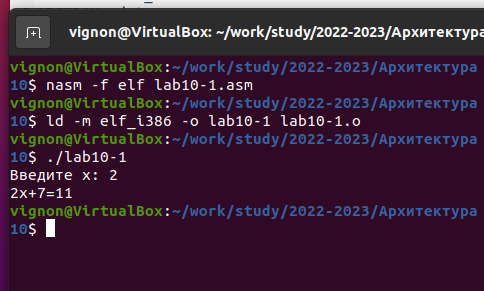 vignon@VirtualBox: ~/work/study/2022-2023/Архитектура
vignon@VirtualBox:~/work/study/2022-2023/Архитектура
10$ nasm -f elf lab10-1.asm
vignon@VirtualBox:~/work/study/2022-2023/Архитектура
10$ ld -m elf_i386 -o lab10-1 lab10-1.o
vignon@VirtualBox:~/work/study/2022-2023/Архитектура
10$ ./lab10-1
Введите x: 2
2x+7=11
vignon@VirtualBox:~/work/study/2022-2023/Архитектура
10$